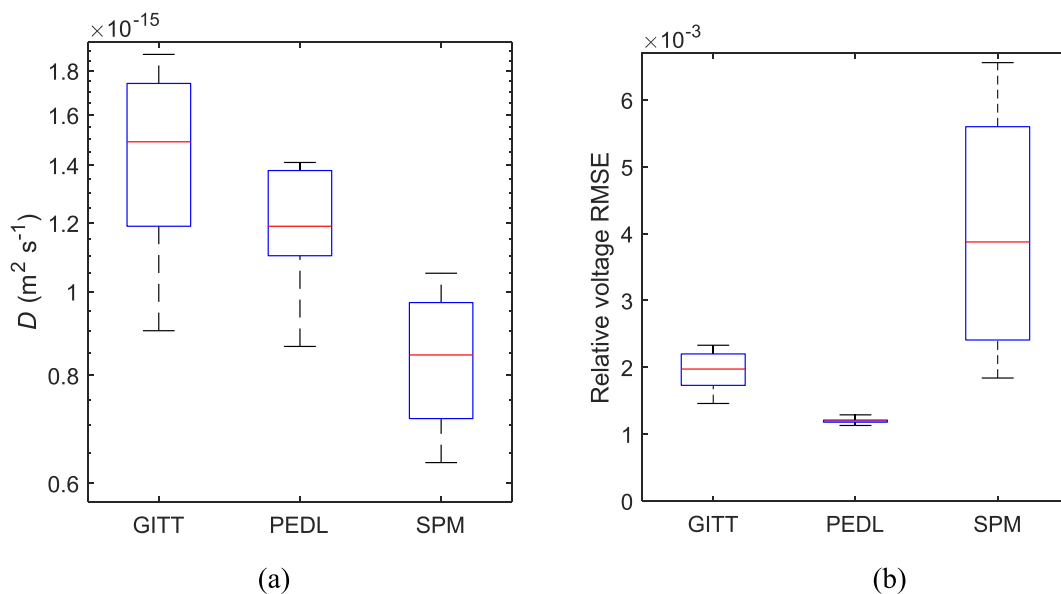 ×10⁻¹⁵
1.8
1.6
1.4
1.2
1
0.8
0.6
D (m² s⁻¹)
GITT PEDL SPM
(a)
×10⁻³
6
5
4
3
2
1
0
Relative voltage RMSE
GITT PEDL SPM
(b)